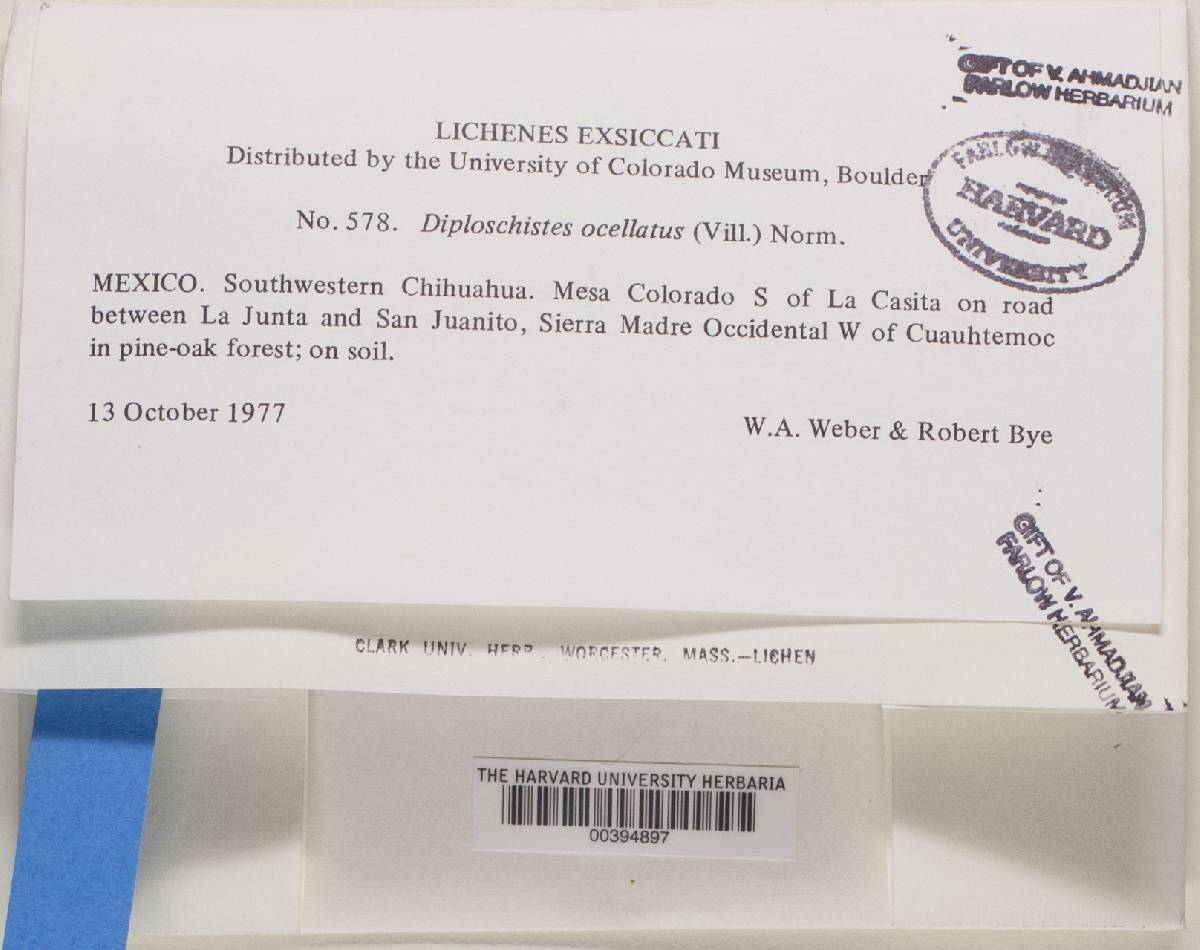 GIFT OF V. AHMADJIAN
FARLOW HERBARIUM
LICHENES EXSICCATI
Distributed by the University of Colorado Museum, Boulder
FARLOW
HARVARD
UNIVERSITY
No. 578. Diploschistes ocellatus (Vill.) Norm.
MEXICO. Southwestern Chihuahua. Mesa Colorado S of La Casita on road
between La Junta and San Juanito, Sierra Madre Occidental W of Cuauhtemoc
in pine-oak forest; on soil.
13 October 1977
W.A. Weber & Robert Bye
GIFT OF V. AHMADJIAN
FARLOW HERBARIUM
CLARK UNIV. HERB. WORCESTER, MASS.—LICHEN
THE HARVARD UNIVERSITY HERBARIA
00394897